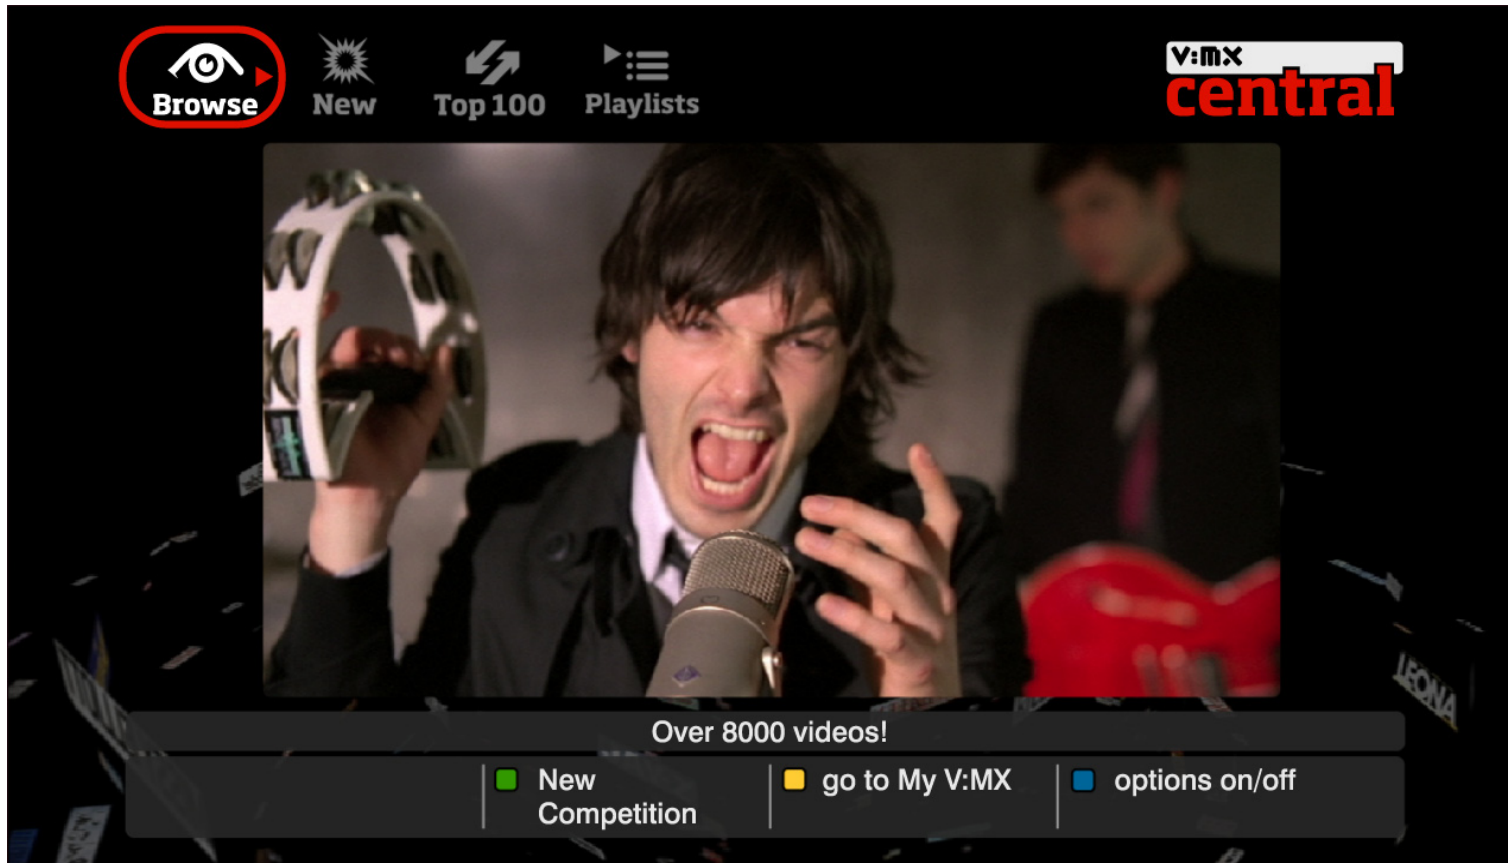 Browse
New
Top 100
Playlists
V:MX
central
LEONA
Over 8000 videos!
New
Competition
go to My V:MX
options on/off